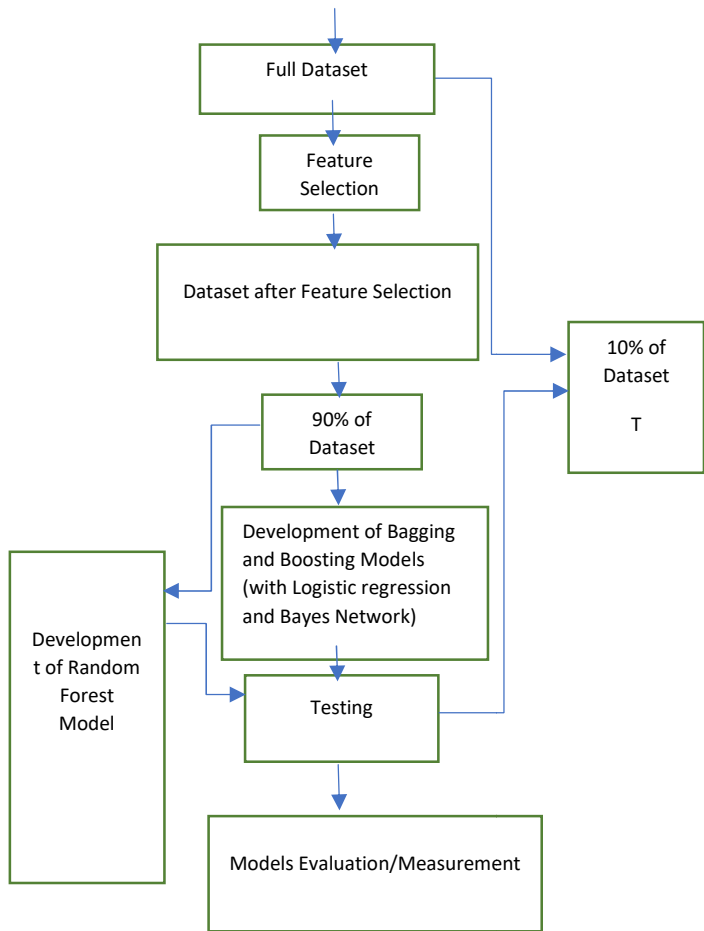 Full Dataset
Feature
Selection
Dataset after Feature Selection
10% of
Dataset
T
90% of
Dataset
Development of Bagging
and Boosting Models
(with Logistic regression
and Bayes Network)
Developmen
t of Random
Forest
Model
Testing
Models Evaluation/Measurement